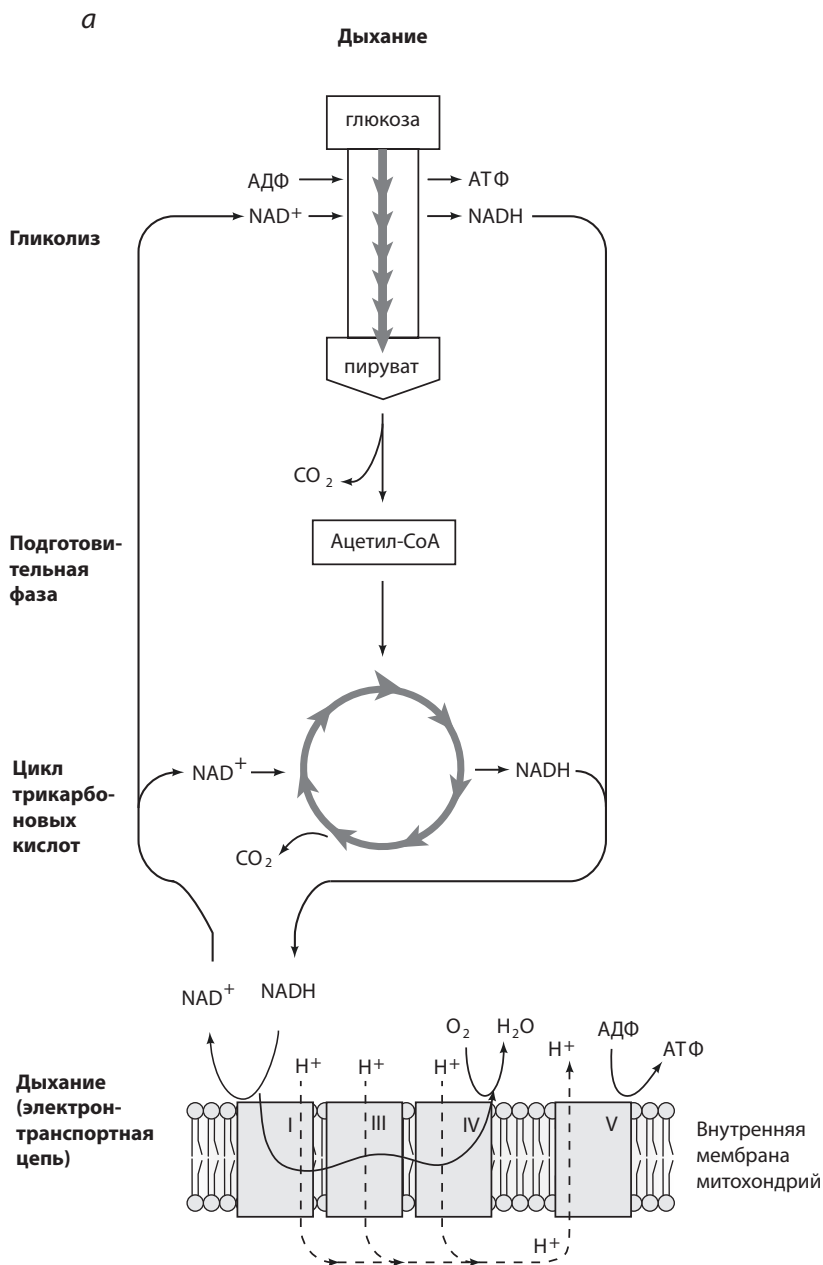 а
Дыхание
глюкоза
АДФ
АТФ
NAD+
NADH
Гликолиз
пируват
CO2
Подготови-
тельная
фаза
Ацетил-СоА
Цикл
трикарбо-
новых
кислот
NAD+
NADH
CO2
NAD+
NADH
O2
H2O
АДФ
АТФ
H+
H+
H+
H+
Дыхание
(электрон-
транспортная
цепь)
I
III
IV
V
Внутренняя
мембрана
митохондрий
H+